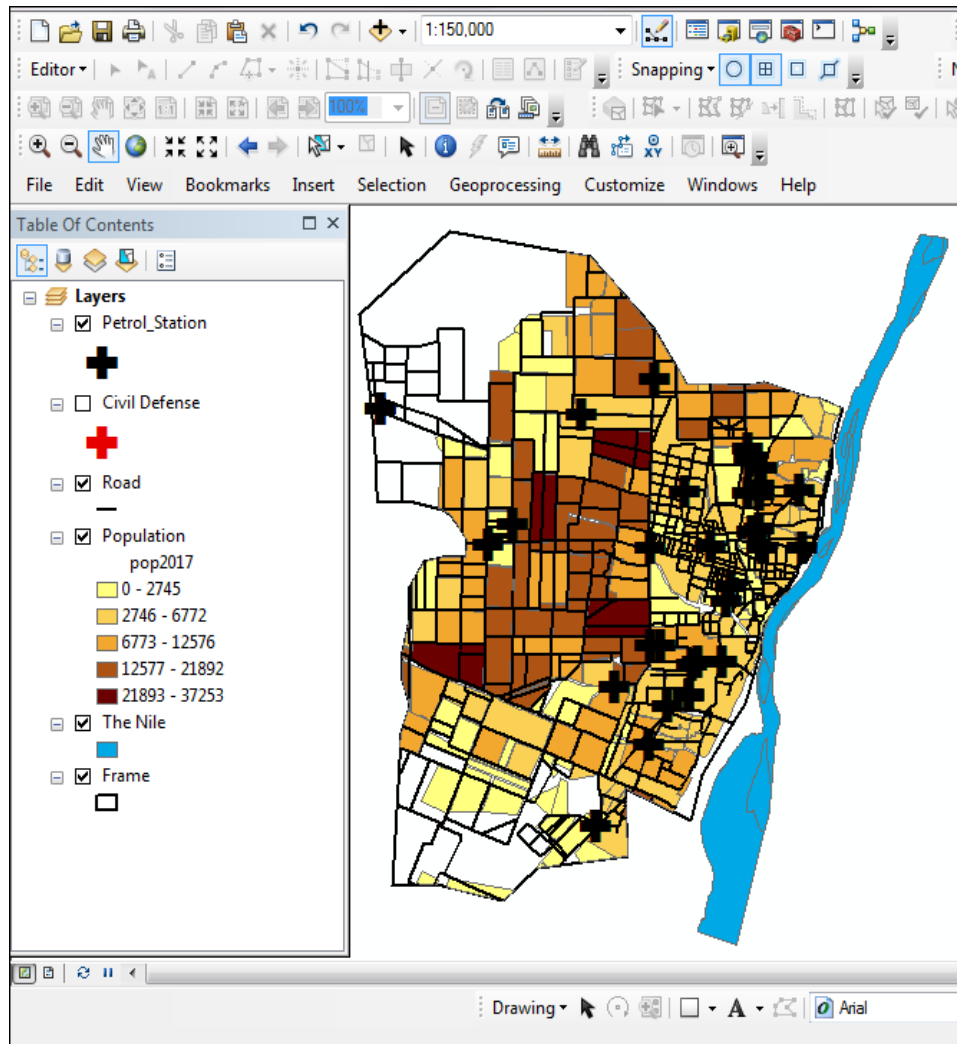 1:150,000
Editor
Snapping
100%
File Edit View Bookmarks Insert Selection Geoprocessing Customize Windows Help
Table Of Contents
Layers
Petrol_Station
Civil Defense
Road
Population
pop2017
0 - 2745
2746 - 6772
6773 - 12576
12577 - 21892
21893 - 37253
The Nile
Frame
Drawing A Arial